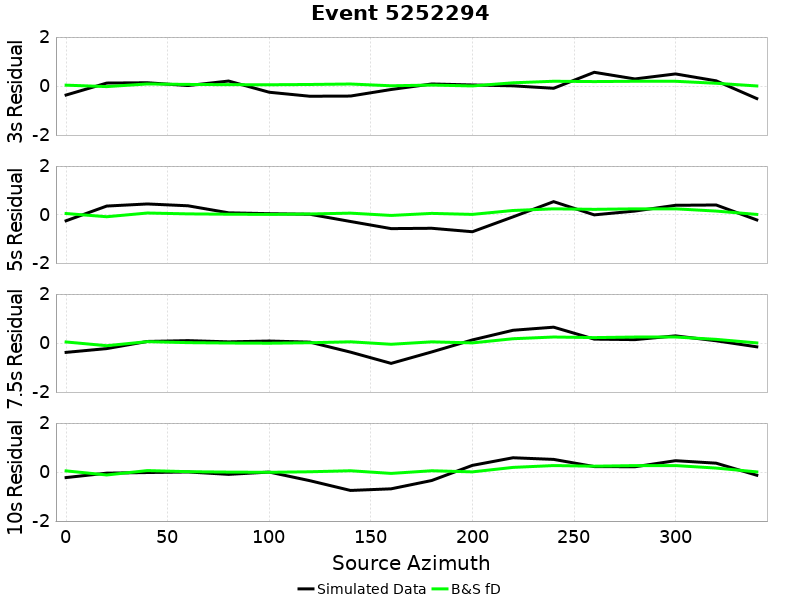 Event 5252294
3s Residual
2
0
-2
5s Residual
2
0
-2
7.5s Residual
2
0
-2
10s Residual
2
0
-2
0 50 100 150 200 250 300
Source Azimuth
Simulated Data B&S fD